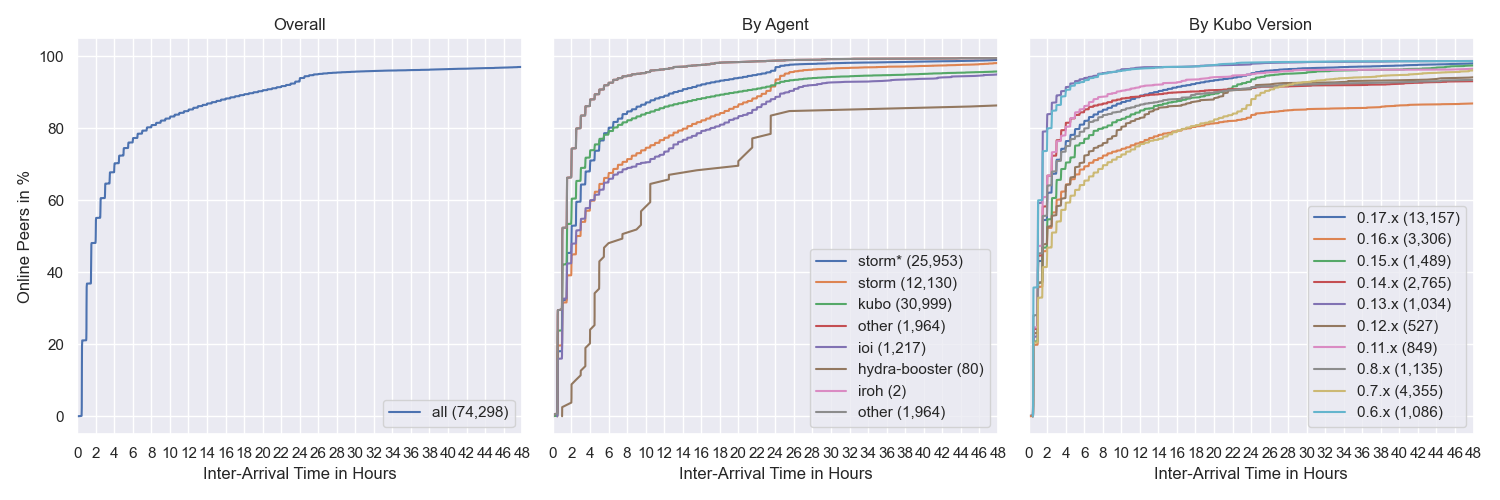 Overall
By Agent
By Kubo Version
Online Peers in %
100
80
60
40
20
0
all (74,298)
storm* (25,953)
storm (12,130)
kubo (30,999)
other (1,964)
ioi (1,217)
hydra-booster (80)
iroh (2)
other (1,964)
0.17.x (13,157)
0.16.x (3,306)
0.15.x (1,489)
0.14.x (2,765)
0.13.x (1,034)
0.12.x (527)
0.11.x (849)
0.8.x (1,135)
0.7.x (4,355)
0.6.x (1,086)
0 2 4 6 8 10 12 14 16 18 20 22 24 26 28 30 32 34 36 38 40 42 44 46 48
0 2 4 6 8 10 12 14 16 18 20 22 24 26 28 30 32 34 36 38 40 42 44 46 48
0 2 4 6 8 10 12 14 16 18 20 22 24 26 28 30 32 34 36 38 40 42 44 46 48
Inter-Arrival Time in Hours
Inter-Arrival Time in Hours
Inter-Arrival Time in Hours